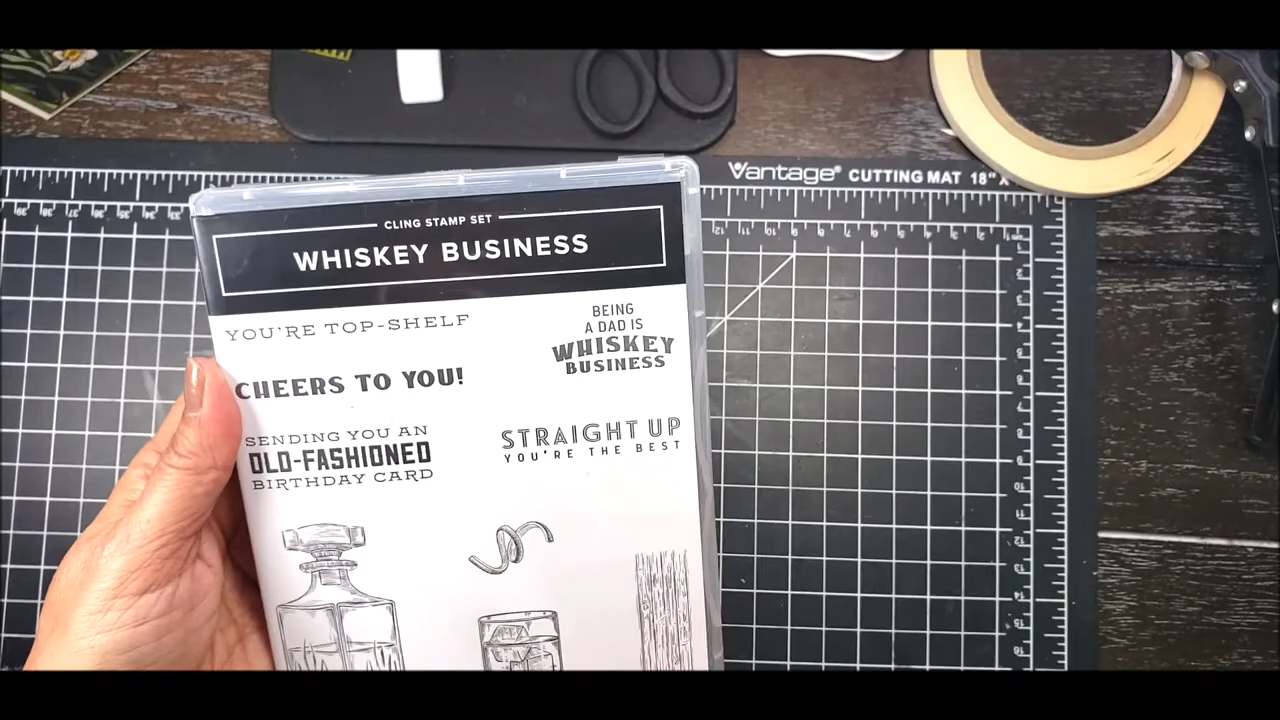 Vantage® CUTTING MAT 18" X
CLING STAMP SET
WHISKEY BUSINESS
YOU'RE TOP-SHELF
BEING
A DAD IS
WHISKEY
BUSINESS
CHEERS TO YOU!
SENDING YOU AN
OLD-FASHIONED
BIRTHDAY CARD
STRAIGHT UP
YOU'RE THE BEST